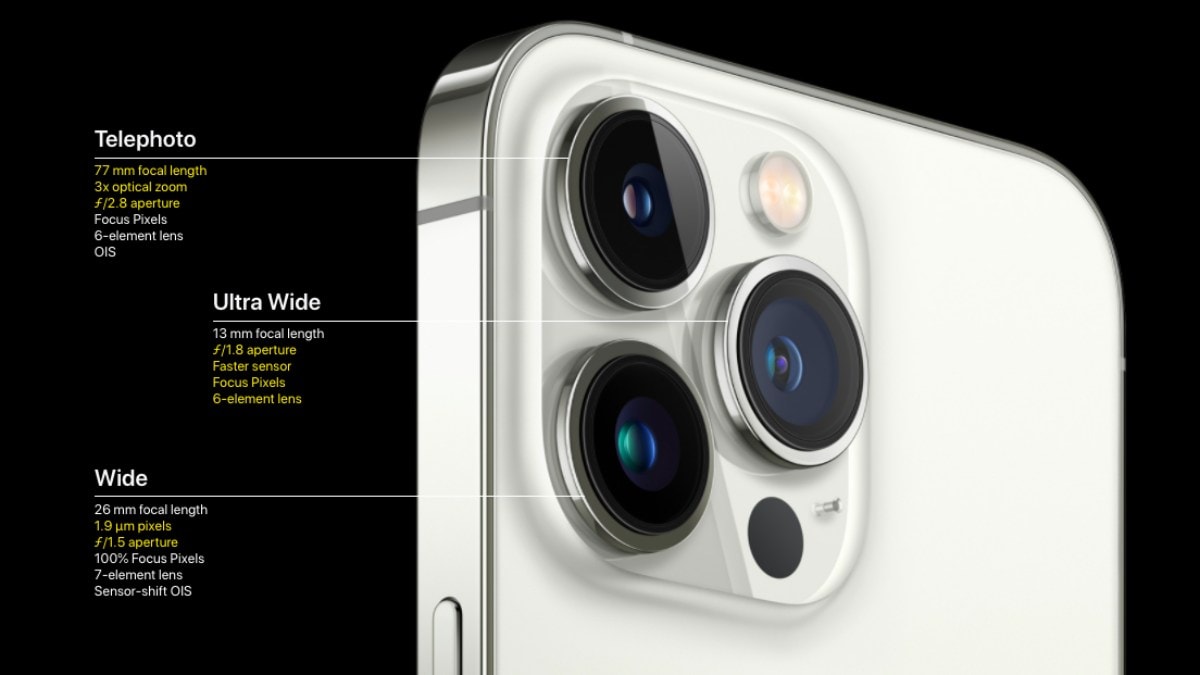 Telephoto
77 mm focal length
3x optical zoom
ƒ/2.8 aperture
Focus Pixels
6-element lens
OIS
Ultra Wide
13 mm focal length
ƒ/1.8 aperture
Faster sensor
Focus Pixels
6-element lens
Wide
26 mm focal length
1.9 µm pixels
ƒ/1.5 aperture
100% Focus Pixels
7-element lens
Sensor-shift OIS